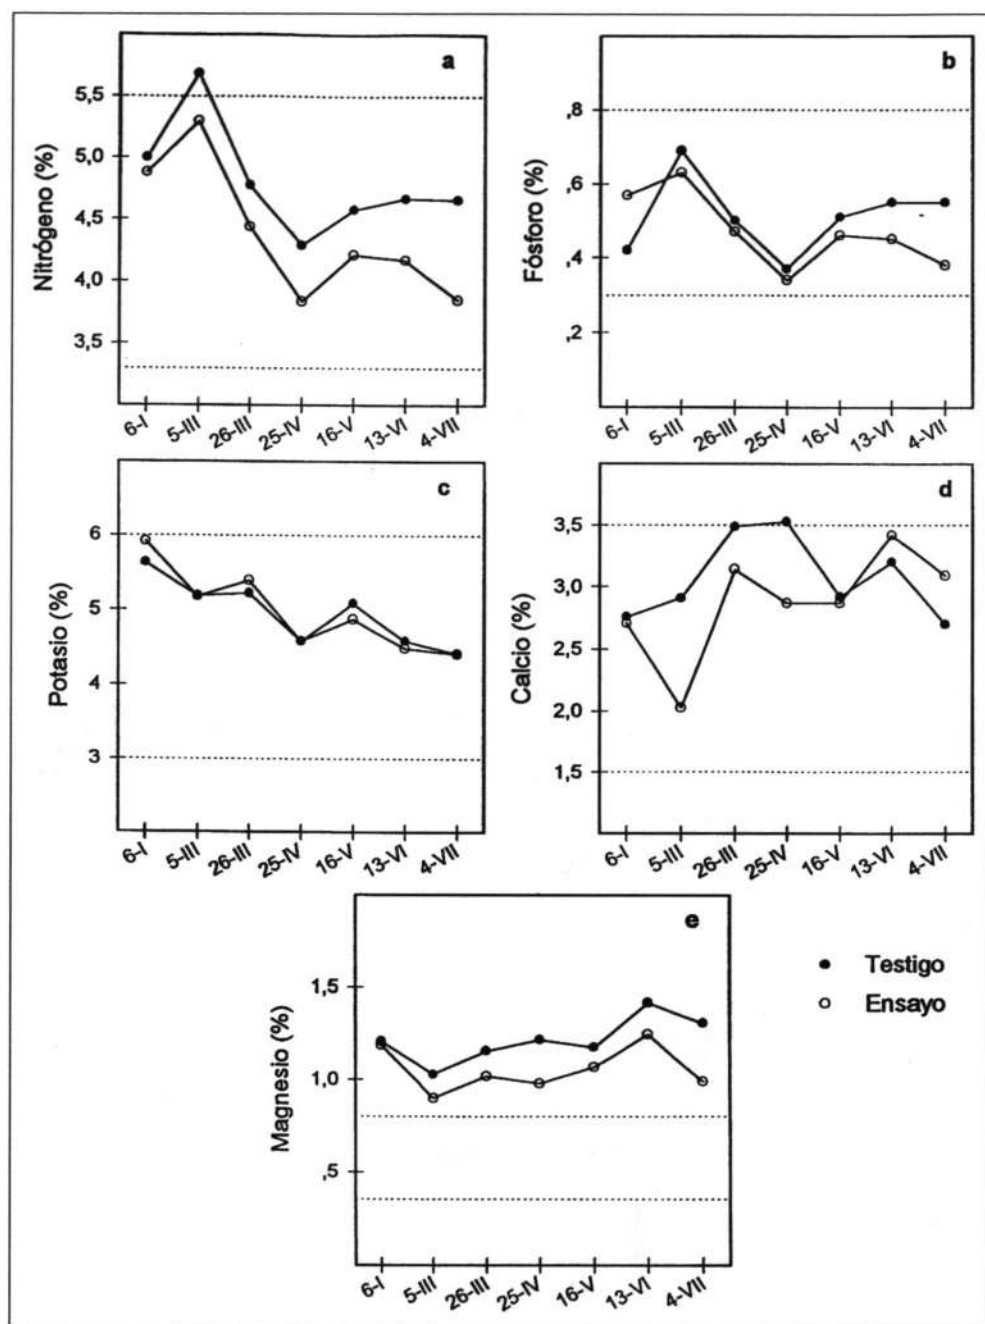 a
Nitrógeno (%)
5,5
5,0
4,5
4,0
3,5
6-I 5-III 26-III 25-IV 16-V 13-VI 4-VII
b
Fósforo (%)
,8
,6
,4
,2
6-I 5-III 26-III 25-IV 16-V 13-VI 4-VII
c
Potasio (%)
6
5
4
3
6-I 5-III 26-III 25-IV 16-V 13-VI 4-VII
d
Calcio (%)
3,5
3,0
2,5
2,0
1,5
6-I 5-III 26-III 25-IV 16-V 13-VI 4-VII
e
Magnesio (%)
1,5
1,0
,5
6-I 5-III 26-III 25-IV 16-V 13-VI 4-VII
Testigo
Ensayo